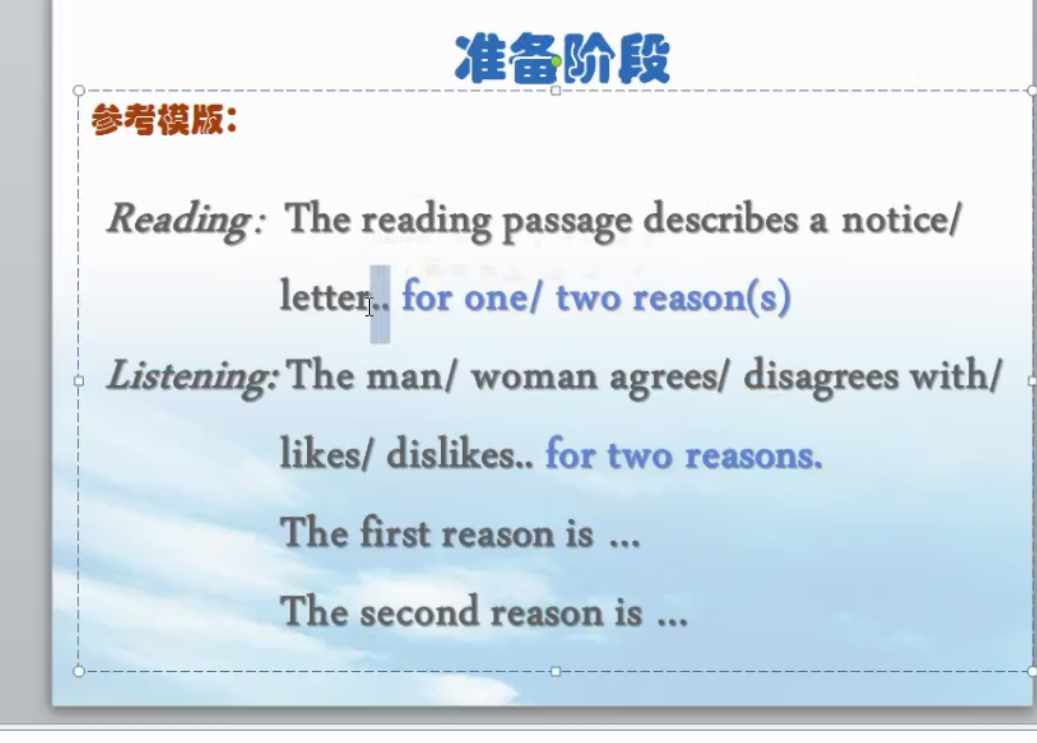 准备阶段
参考模版:
Reading: The reading passage describes a notice/
letter.. for one/ two reason(s)
Listening: The man/ woman agrees/ disagrees with/
likes/ dislikes.. for two reasons.
The first reason is ...
The second reason is ...